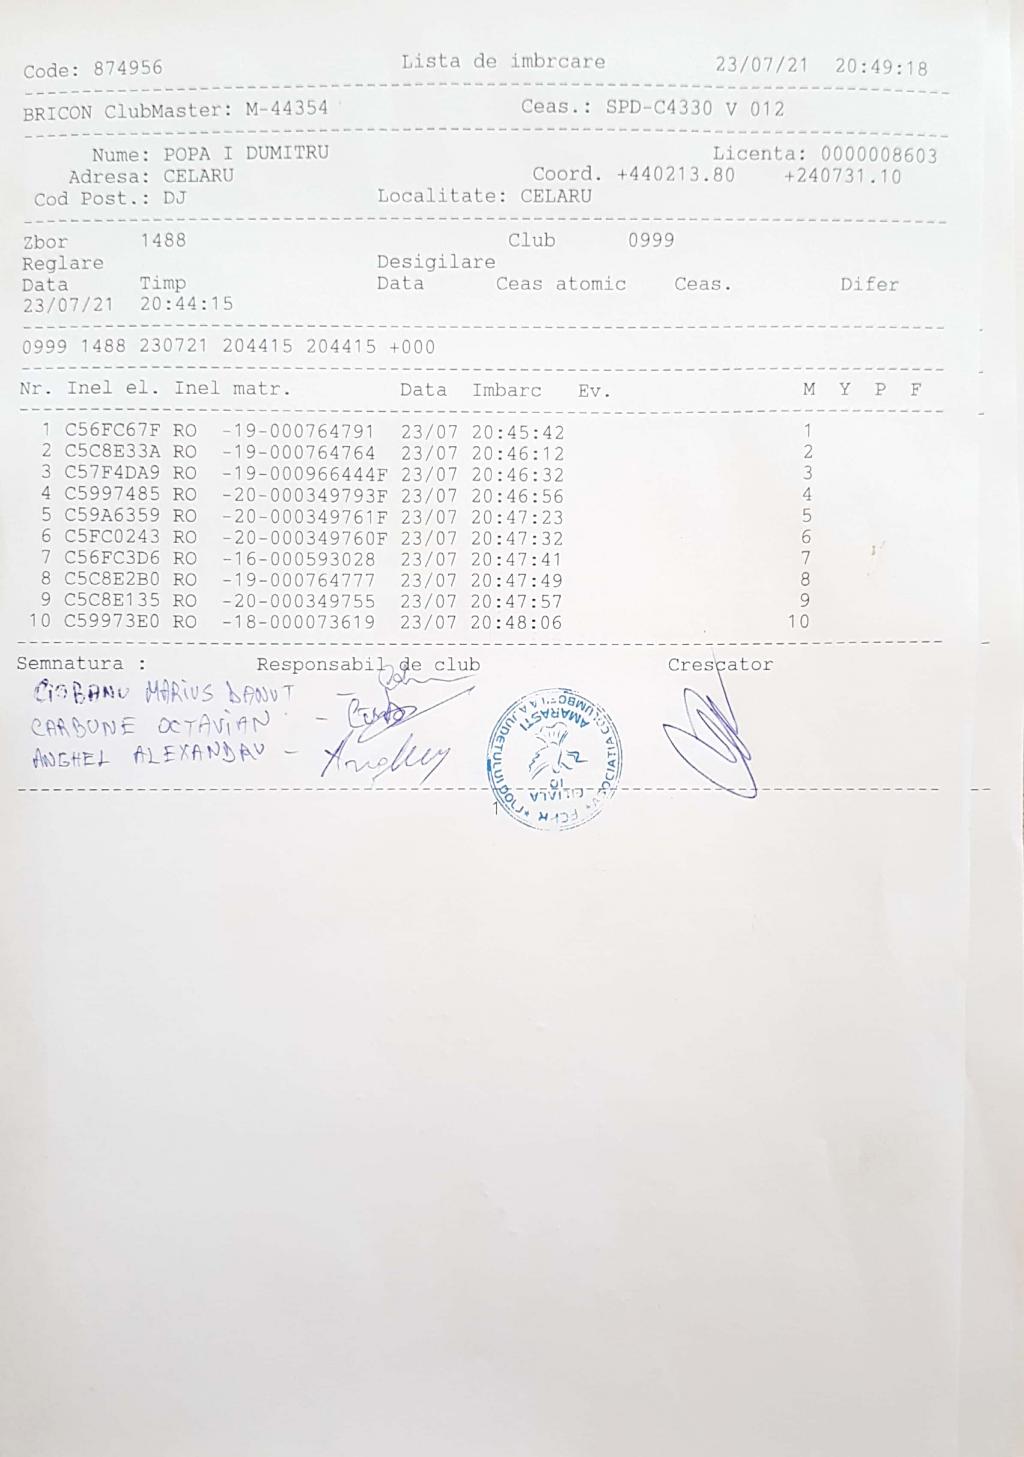 Code: 874956 Lista de imbrcare 23/07/21 20:49:18
BRICON ClubMaster: M-44354 Ceas.: SPD-C4330 V 012
Nume: POPA I DUMITRU Licenta: 0000008603
Adresa: CELARU Coord. +440213.80 +240731.10
Cod Post.: DJ Localitate: CELARU
Zbor 1488 Club 0999
Reglare Desigilare
Data Timp Data Ceas atomic Ceas. Difer
23/07/21 20:44:15
0999 1488 230721 204415 204415 +000
Nr. Inel el. Inel matr. Data Imbarc Ev. M Y P F
1 C56FC67F RO -19-000764791 23/07 20:45:42 1
2 C5C8E33A RO -19-000764764 23/07 20:46:12 2
3 C57F4DA9 RO -19-000966444F 23/07 20:46:32 3
4 C5997485 RO -20-000349793F 23/07 20:46:56 4
5 C59A6359 RO -20-000349761F 23/07 20:47:23 5
6 C5FC0243 RO -20-000349760F 23/07 20:47:32 6
7 C56FC3D6 RO -16-000593028 23/07 20:47:41 7
8 C5C8E2B0 RO -19-000764777 23/07 20:47:49 8
9 C5C8E135 RO -20-000349755 23/07 20:47:57 9
10 C59973E0 RO -18-000073619 23/07 20:48:06 10
Semnatura : Responsabil de club Crescator
CIOBANU MARIUS DANUT -
CARBUNE OCTAVIAN -
ANGHEL ALEXANDRU -
ASOCIATIA COLUMBOFILA A JUDETULUI DOLJ
AMARASTI
FILIALA
10
FCPR
1